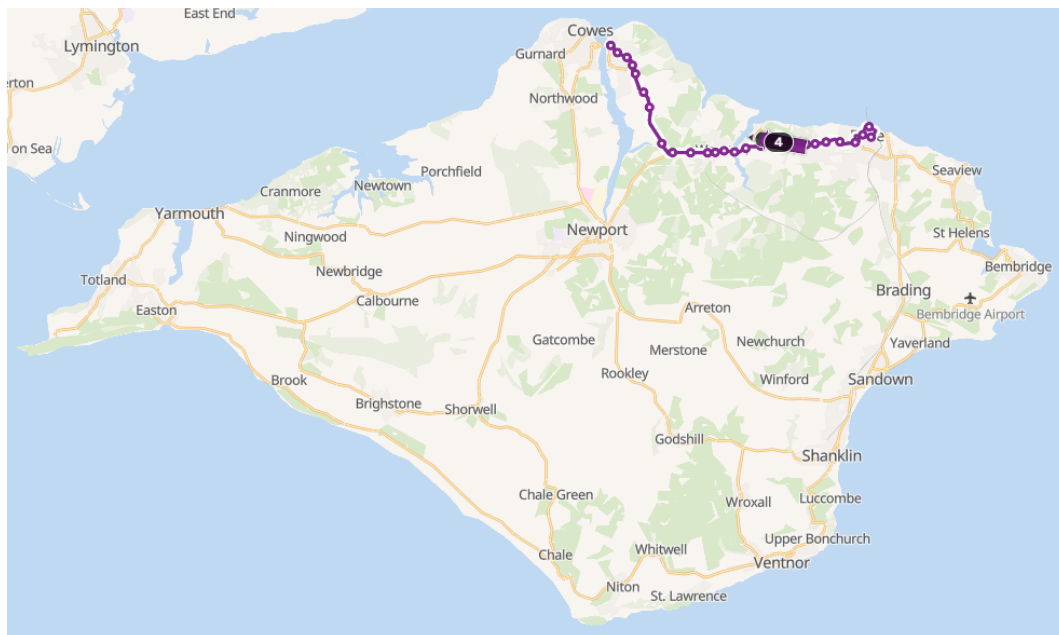 East End
Lymington
Cowes
Gurnard
Northwood
on Sea
4
Porchfield
Seaview
Cranmore
Newtown
Yarmouth
Ningwood
Newport
St Helens
Newbridge
Bembridge
Totland
Calbourne
Brading
Easton
Arreton
Bembridge Airport
Gatcombe
Newchurch
Merstone
Yaverland
Rookley
Brook
Winford
Sandown
Brighstone
Shorwell
Godshill
Shanklin
Chale Green
Wroxall
Luccombe
Upper Bonchurch
Chale
Whitwell
Ventnor
Niton
St. Lawrence